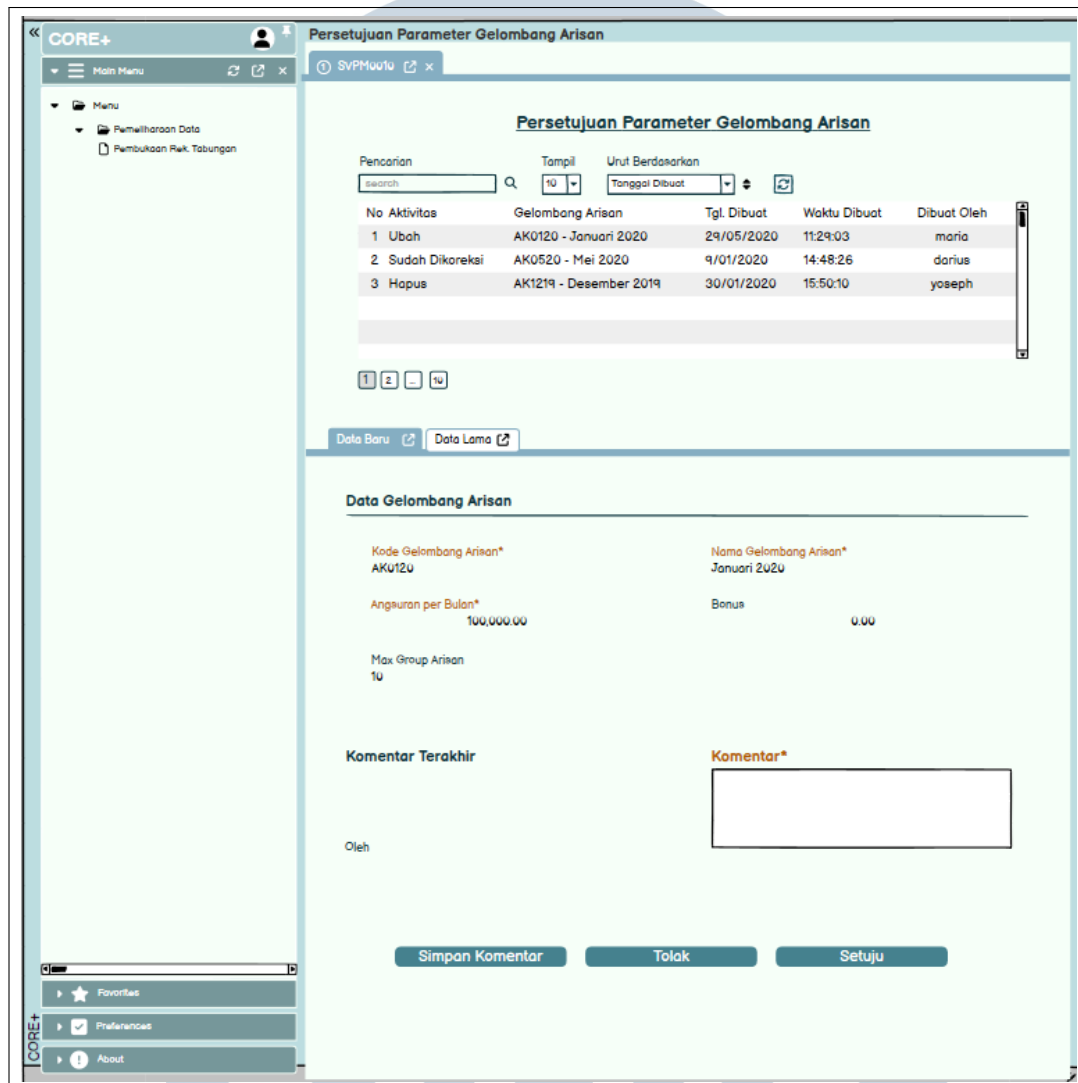 «
CORE+
Persetujuan Parameter Gelombang Arisan
Main Menu
1 SVPM0010
Menu
Pemeliharaan Data
Pembukaan Rek. Tabungan
Persetujuan Parameter Gelombang Arisan
Pencarian Tampil Urut Berdasarkan
search 10 Tanggal Dibuat
No Aktivitas Gelombang Arisan Tgl. Dibuat Waktu Dibuat Dibuat Oleh
1 Ubah AK0120 - Januari 2020 29/05/2020 11:29:03 maria
2 Sudah Dikoreksi AK0520 - Mei 2020 9/01/2020 14:48:26 darius
3 Hapus AK1219 - Desember 2019 30/01/2020 15:50:10 yoseph
1 2 ... 10
Data Baru Data Lama
Data Gelombang Arisan
Kode Gelombang Arisan* Nama Gelombang Arisan*
AK0120 Januari 2020
Angsuran per Bulan* Bonus
100,000.00 0.00
Max Group Arisan
10
Komentar Terakhir Komentar*
Oleh
Simpan Komentar Tolak Setuju
Favorites
Preferences
About
CORE+